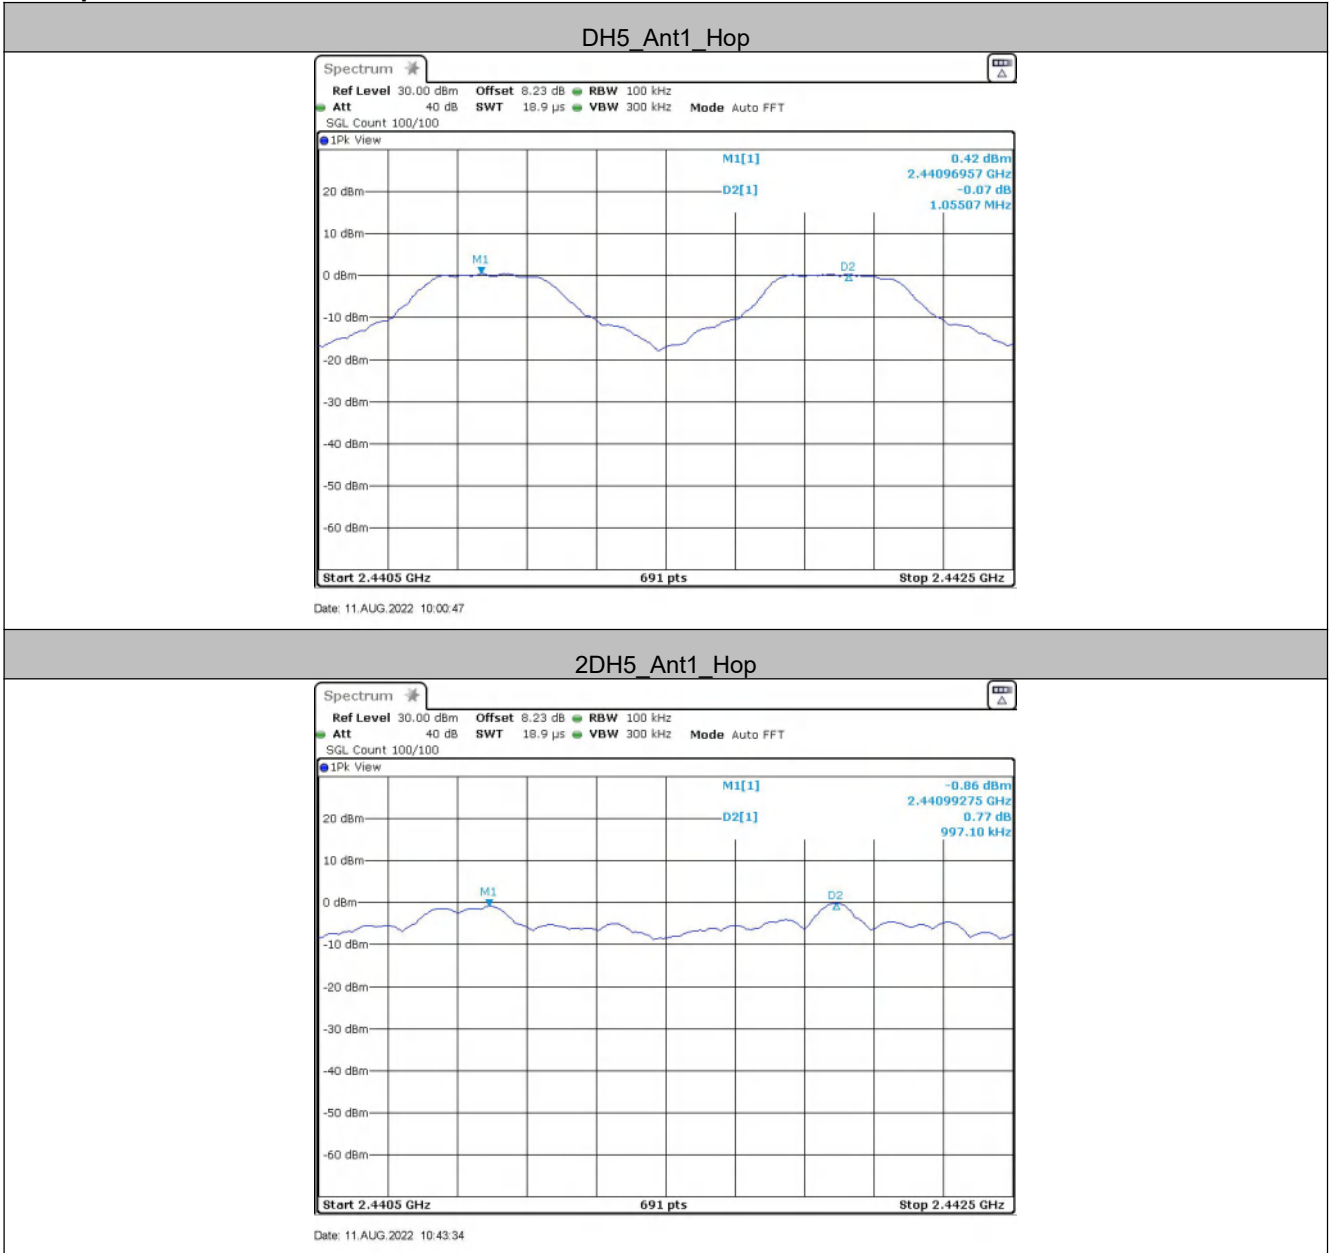 DH5_Ant1_Hop
Spectrum
Ref Level 30.00 dBm Offset 8.23 dB RBW 100 kHz
Att 40 dB SWT 18.9 µs VBW 300 kHz Mode Auto FFT
SGL Count 100/100
1Pk View
M1[1] 0.42 dBm
2.44096957 GHz
20 dBm D2[1] -0.07 dB
1.05507 MHz
10 dBm
M1
D2
0 dBm
-10 dBm
-20 dBm
-30 dBm
-40 dBm
-50 dBm
-60 dBm
Start 2.4405 GHz 691 pts Stop 2.4425 GHz
Date: 11.AUG.2022 10:00:47
2DH5_Ant1_Hop
Spectrum
Ref Level 30.00 dBm Offset 8.23 dB RBW 100 kHz
Att 40 dB SWT 18.9 µs VBW 300 kHz Mode Auto FFT
SGL Count 100/100
1Pk View
M1[1] -0.86 dBm
2.44099275 GHz
20 dBm D2[1] 0.77 dB
997.10 kHz
10 dBm
M1 D2
0 dBm
-10 dBm
-20 dBm
-30 dBm
-40 dBm
-50 dBm
-60 dBm
Start 2.4405 GHz 691 pts Stop 2.4425 GHz
Date: 11.AUG.2022 10:43:34